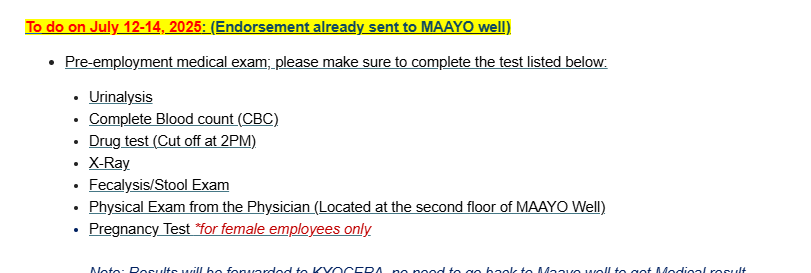 To do on July 12-14, 2025: (Endorsement already sent to MAAYO well)
Pre-employment medical exam; please make sure to complete the test listed below:
Urinalysis
Complete Blood count (CBC)
Drug test (Cut off at 2PM)
X-Ray
Fecalysis/Stool Exam
Physical Exam from the Physician (Located at the second floor of MAAYO Well)
Pregnancy Test *for female employees only
Note: Results will be forwarded to KYOCERA, no need to go back to Maayo well to get Medical result